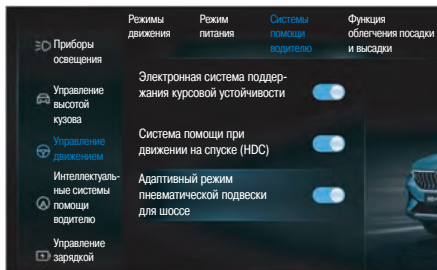 Режимы
движения
Режим
питания
Системы
помощи
водителю
Функция
облегчения посадки
и высадки
Приборы
освещения
Управление
высотой
кузова
Управление
движением
Интеллектуаль-
ные системы
помощи
водителю
Управление
зарядкой
Электронная система поддер-
жания курсовой устойчивости
Система помощи при
движении на спуске (HDC)
Адаптивный режим
пневматической подвески
для шоссе